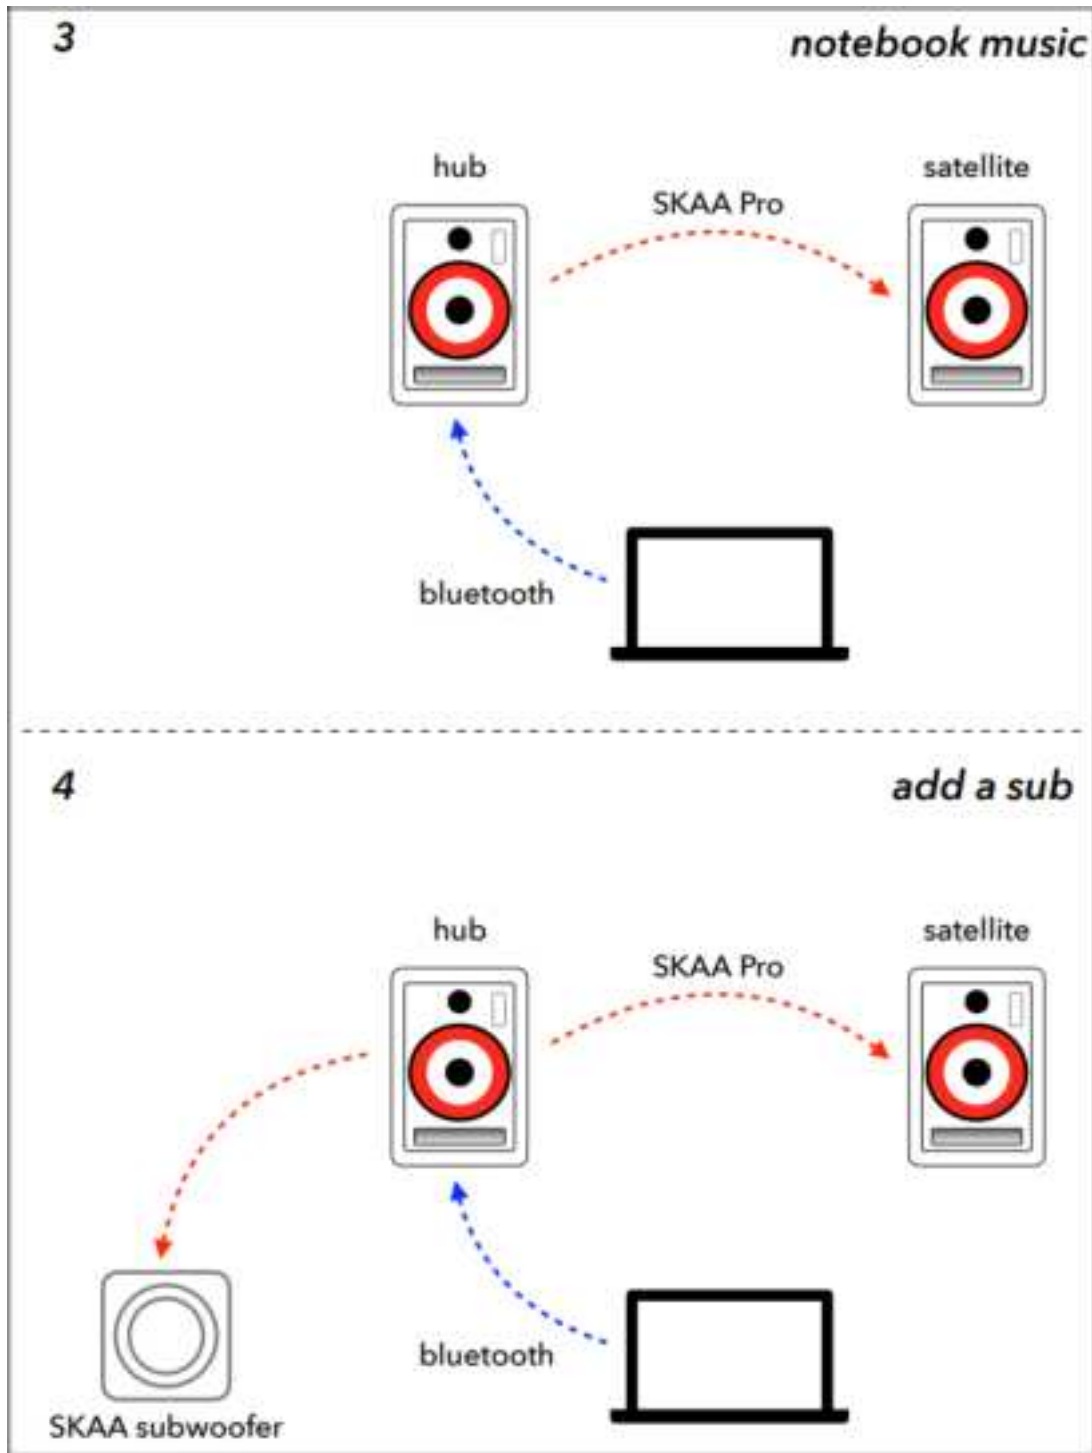 3
notebook music
hub
satellite
SKAA Pro
bluetooth
4
add a sub
hub
satellite
SKAA Pro
bluetooth
SKAA subwoofer